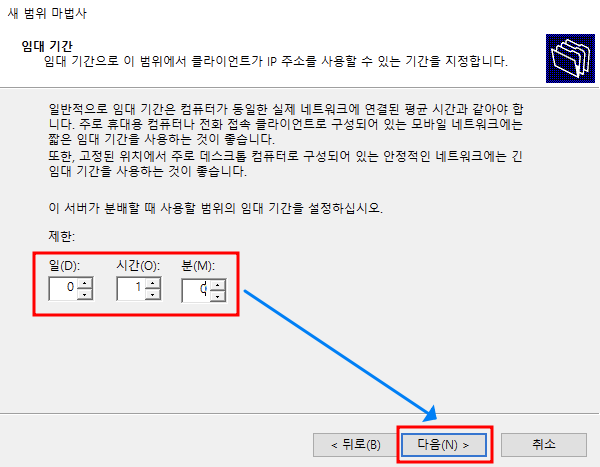 새 범위 마법사
임대 기간
임대 기간으로 이 범위에서 클라이언트가 IP 주소를 사용할 수 있는 기간을 지정합니다.
일반적으로 임대 기간은 컴퓨터가 동일한 실제 네트워크에 연결된 평균 시간과 같아야 합
니다. 주로 휴대용 컴퓨터나 전화 접속 클라이언트로 구성되어 있는 모바일 네트워크에는
짧은 임대 기간을 사용하는 것이 좋습니다.
또한, 고정된 위치에서 주로 데스크톱 컴퓨터로 구성되어 있는 안정적인 네트워크에는 긴
임대 기간을 사용하는 것이 좋습니다.
이 서버가 분배할 때 사용할 범위의 임대 기간을 설정하십시오.
제한:
일(D): 시간(O): 분(M):
0 1 0
< 뒤로(B) 다음(N) > 취소